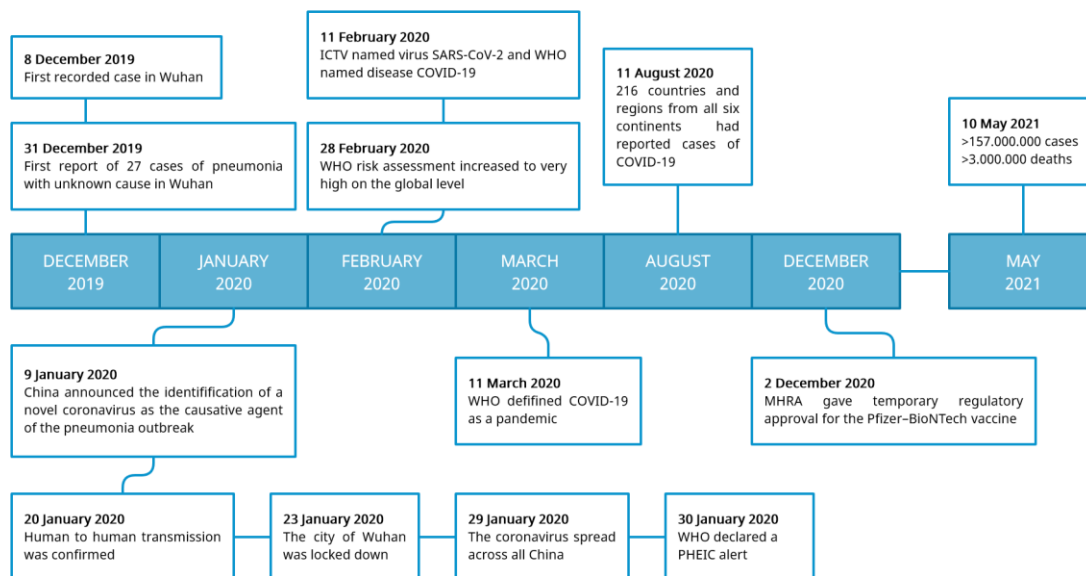 8 December 2019
First recorded case in Wuhan
31 December 2019
First report of 27 cases of pneumonia
with unknown cause in Wuhan
11 February 2020
ICTV named virus SARS-CoV-2 and WHO
named disease COVID-19
28 February 2020
WHO risk assessment increased to very
high on the global level
11 August 2020
216 countries and
regions from all six
continents had
reported cases of
COVID-19
10 May 2021
>157.000.000 cases
>3.000.000 deaths
DECEMBER
2019
JANUARY
2020
FEBRUARY
2020
MARCH
2020
AUGUST
2020
DECEMBER
2020
MAY
2021
9 January 2020
China announced the identifification of a
novel coronavirus as the causative agent
of the pneumonia outbreak
11 March 2020
WHO defifined COVID-19
as a pandemic
2 December 2020
MHRA gave temporary regulatory
approval for the Pfizer–BioNTech vaccine
20 January 2020
Human to human transmission
was confirmed
23 January 2020
The city of Wuhan
was locked down
29 January 2020
The coronavirus spread
across all China
30 January 2020
WHO declared a
PHEIC alert